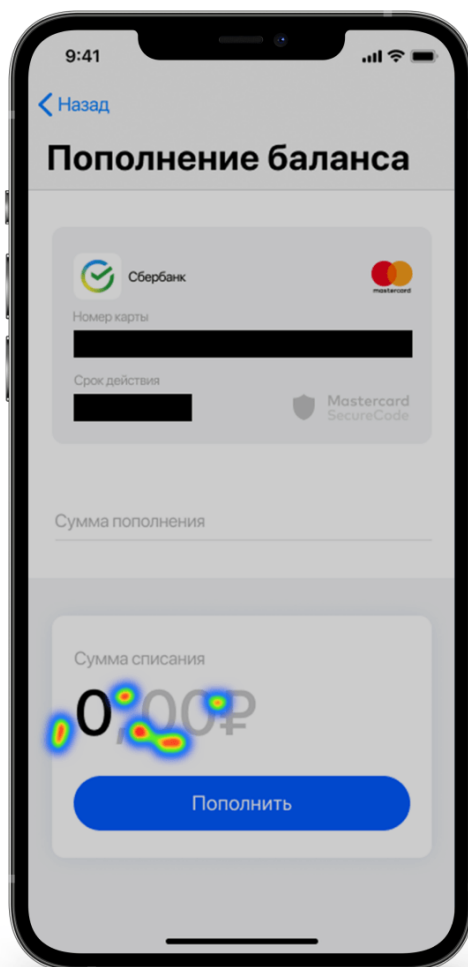 9:41
Назад
Пополнение баланса
Сбербанк
mastercard
Номер карты
Срок действия
Mastercard
SecureCode
Сумма пополнения
Сумма списания
0,00₽
Пополнить